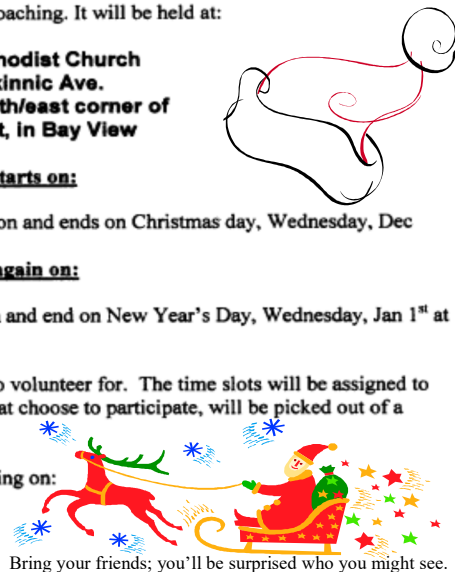 oaching. It will be held at:
hodist Church
kinnic Ave.
th/east corner of
t, in Bay View
tarts on:
on and ends on Christmas day, Wednesday, Dec
gain on:
and end on New Year's Day, Wednesday, Jan 1st at
o volunteer for. The time slots will be assigned to
at choose to participate, will be picked out of a
ing on:
Bring your friends; you'll be surprised who you might see.